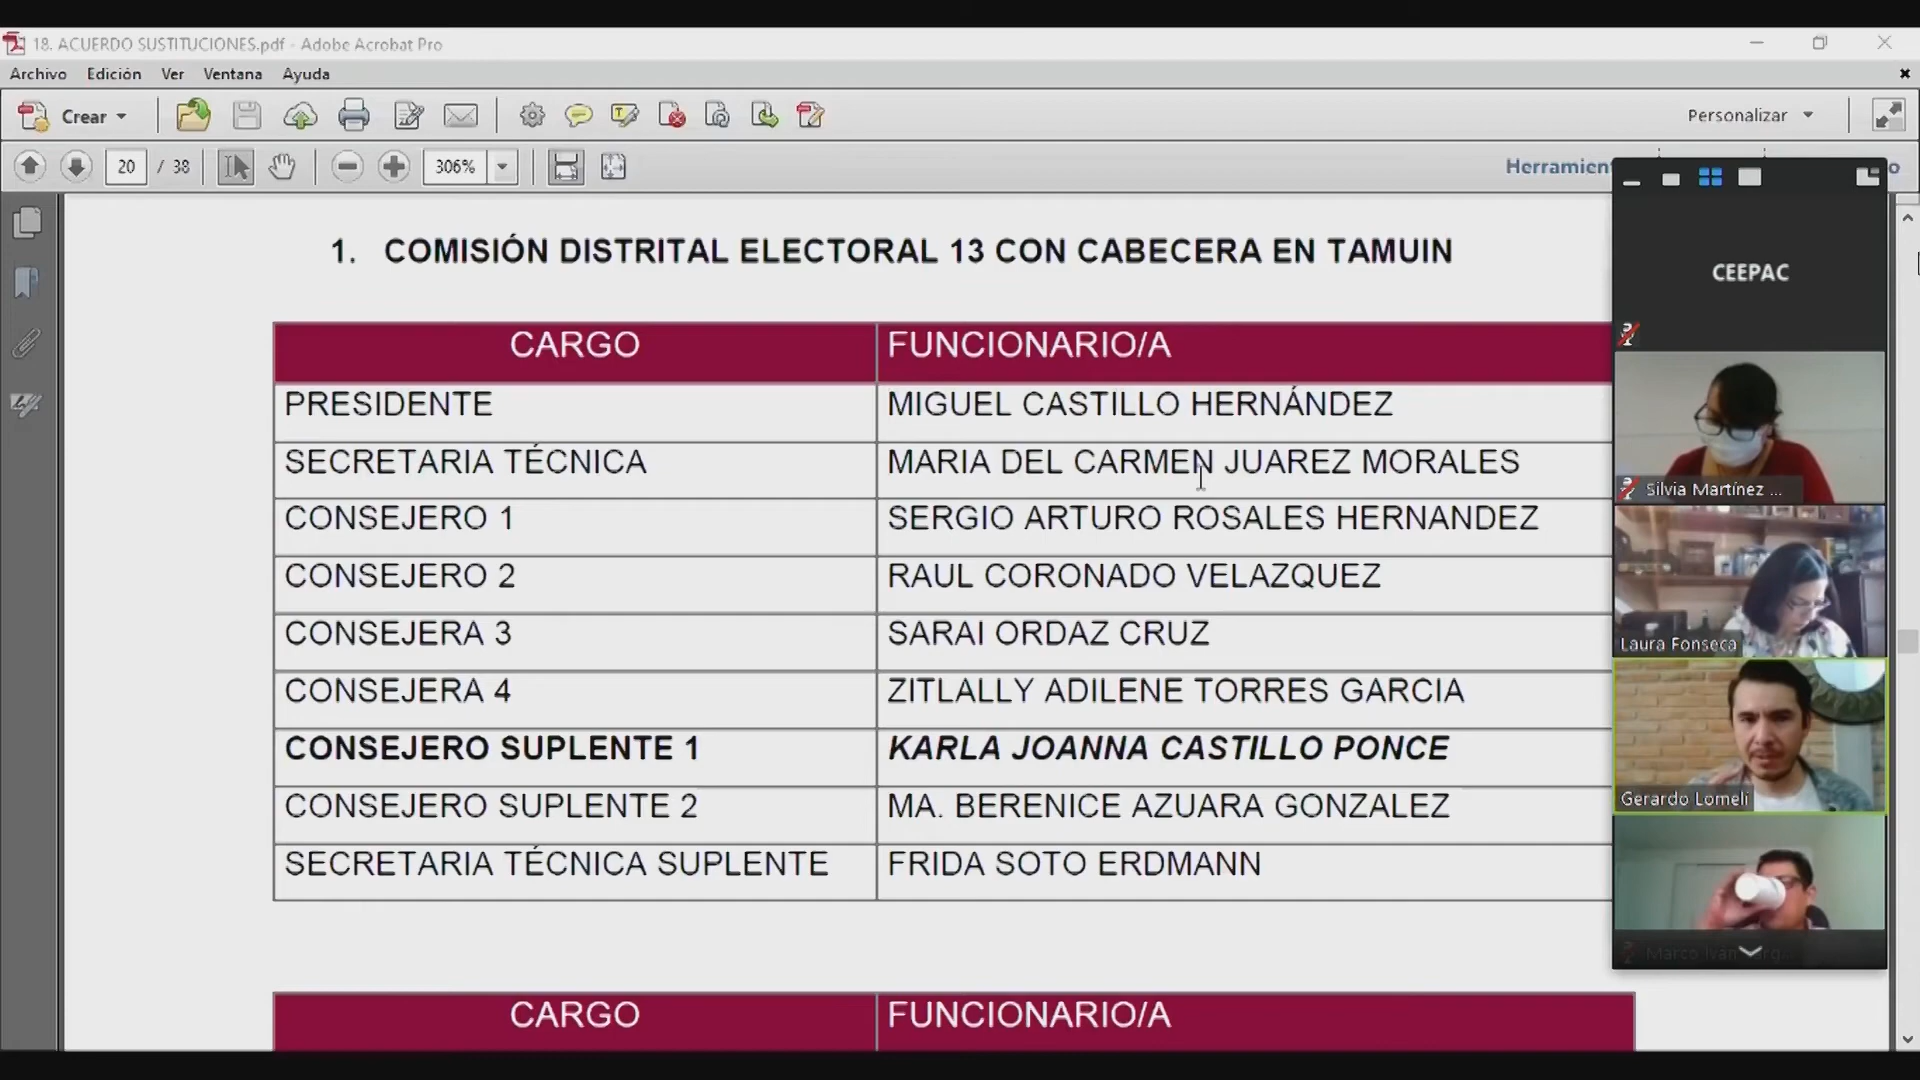 18. ACUERDO SUSTITUCIONES.pdf - Adobe Acrobat Pro
Archivo Edición Ver Ventana Ayuda
Crear Personalizar
20 / 38 306% Herramien o
1. COMISIÓN DISTRITAL ELECTORAL 13 CON CABECERA EN TAMUIN
CARGO FUNCIONARIO/A
PRESIDENTE MIGUEL CASTILLO HERNÁNDEZ
SECRETARIA TÉCNICA MARIA DEL CARMEN JUAREZ MORALES
CONSEJERO 1 SERGIO ARTURO ROSALES HERNANDEZ
CONSEJERO 2 RAUL CORONADO VELAZQUEZ
CONSEJERA 3 SARAI ORDAZ CRUZ
CONSEJERA 4 ZITLALLY ADILENE TORRES GARCIA
CONSEJERO SUPLENTE 1 KARLA JOANNA CASTILLO PONCE
CONSEJERO SUPLENTE 2 MA. BERENICE AZUARA GONZALEZ
SECRETARIA TÉCNICA SUPLENTE FRIDA SOTO ERDMANN
CARGO FUNCIONARIO/A
CEEPAC
Silvia Martínez ...
Laura Fonseca
Gerardo Lomelí
Marco Iván